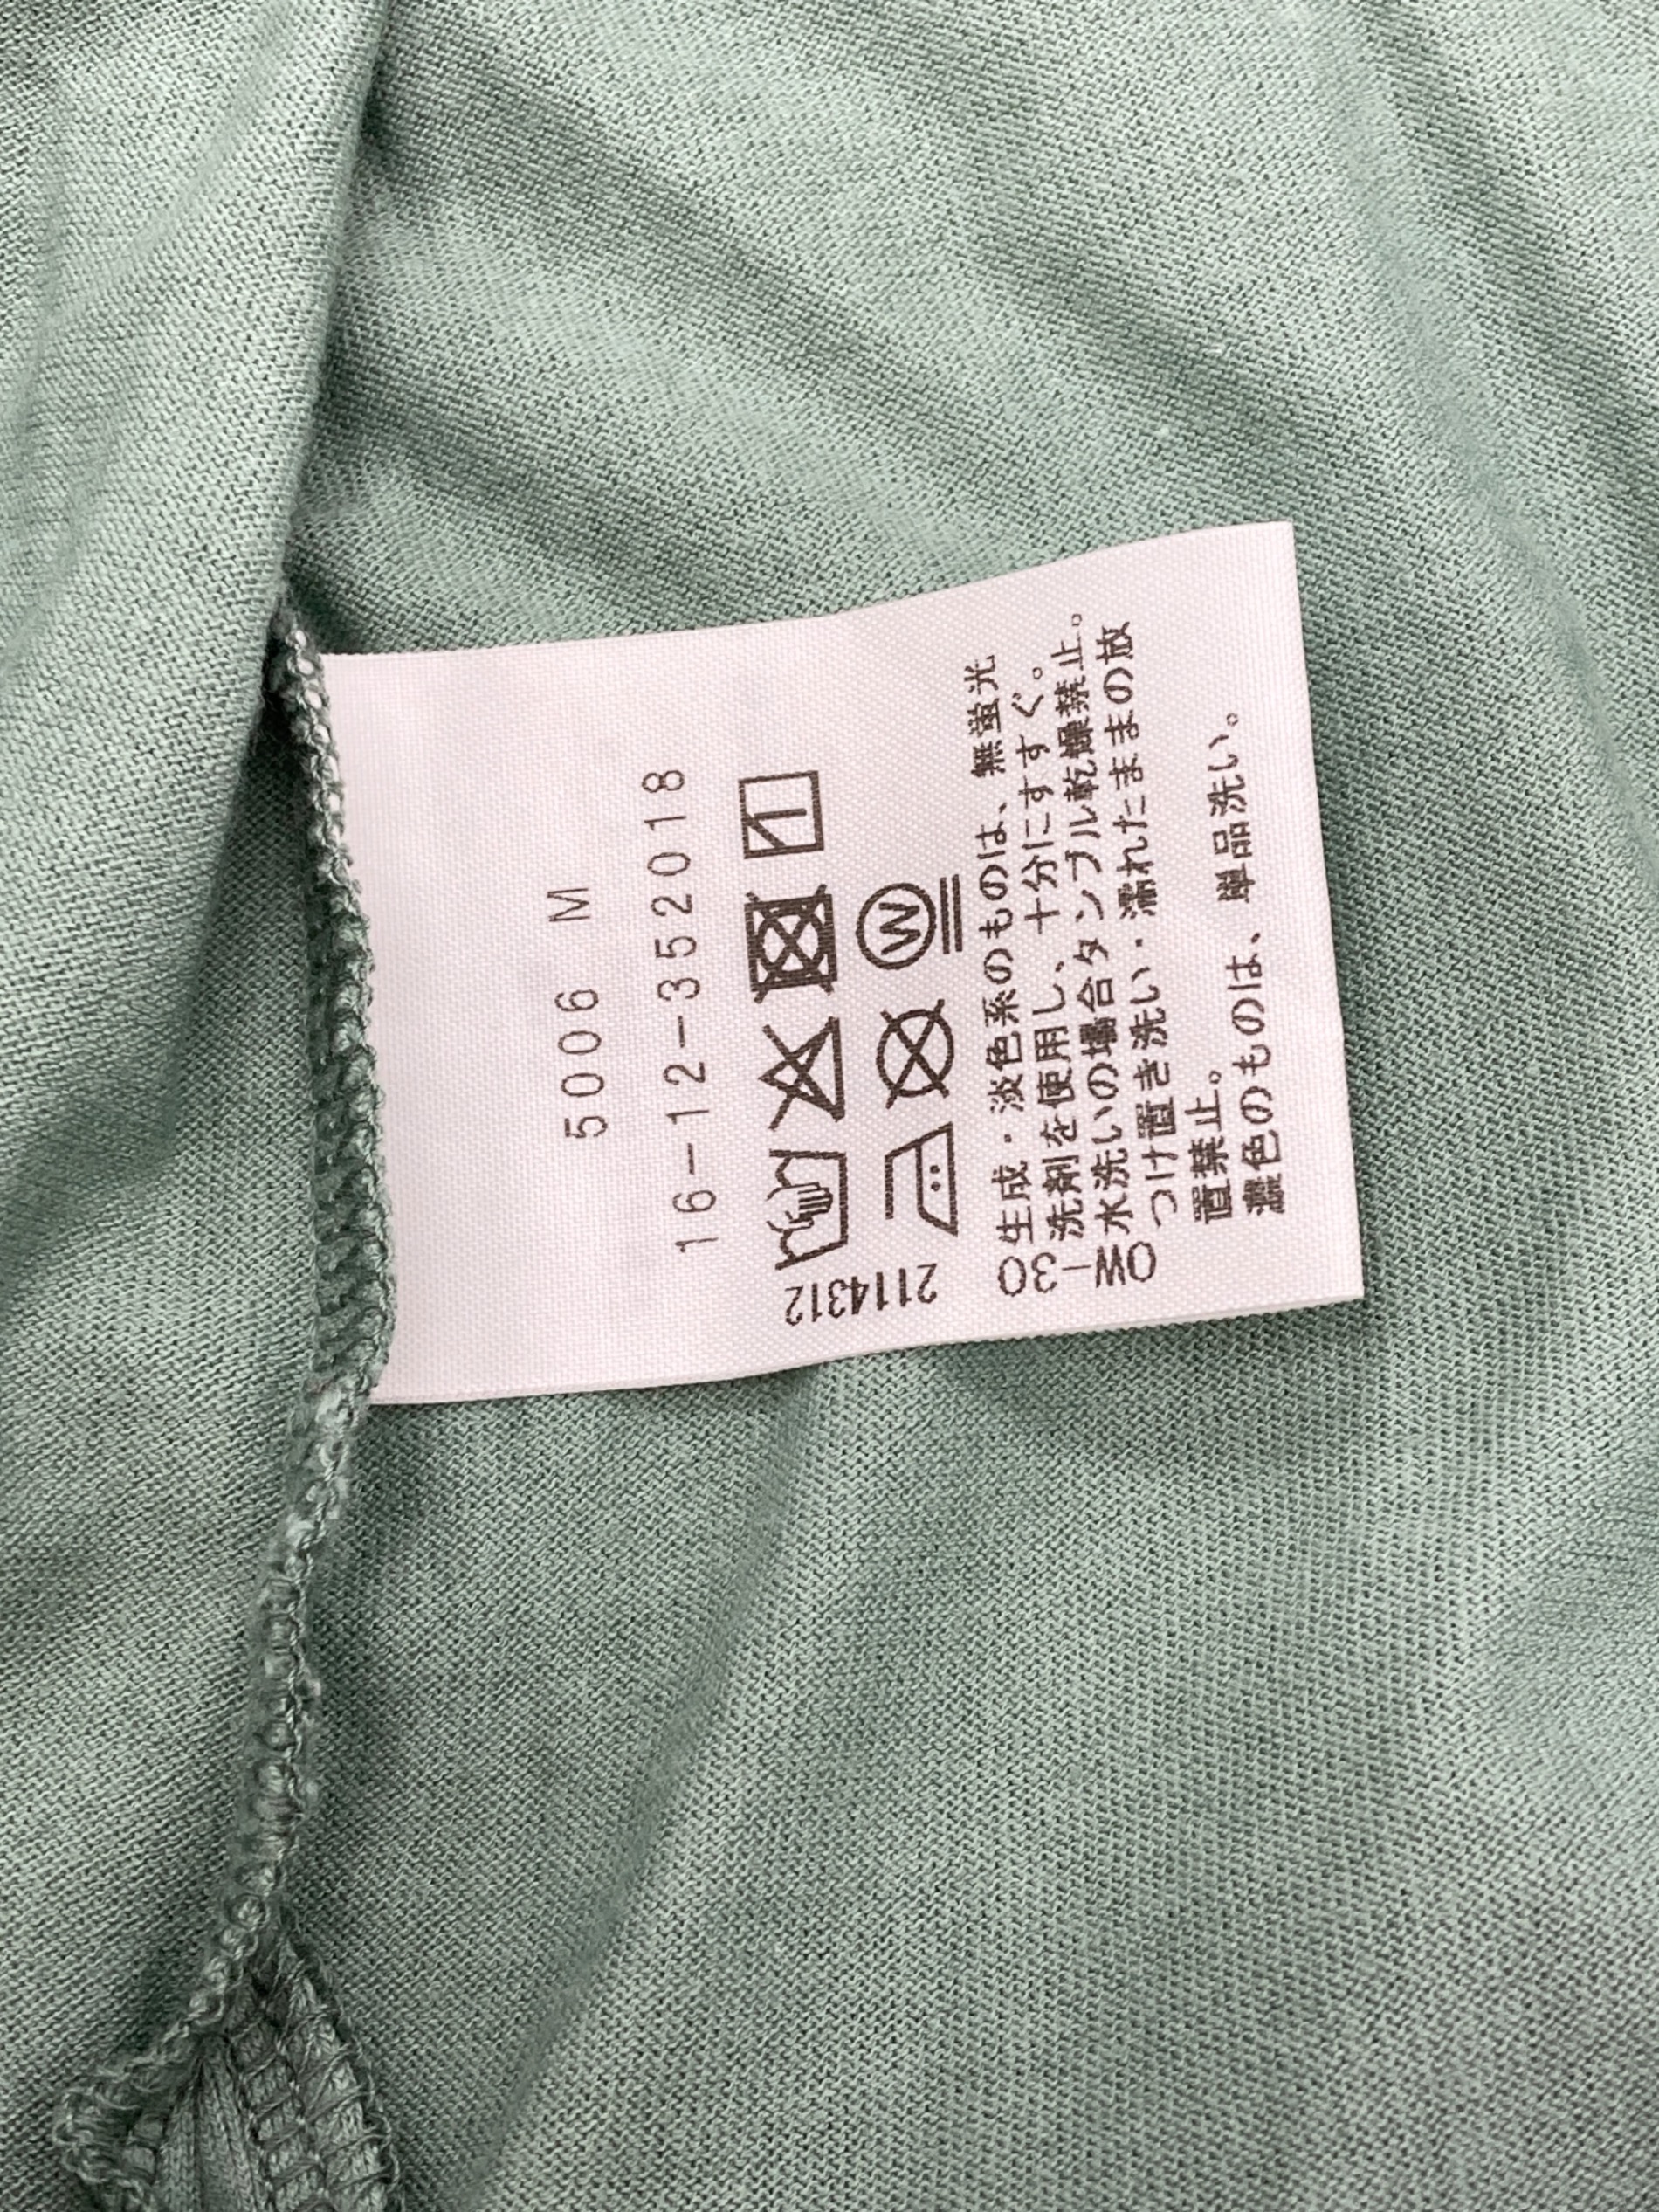 5006 M
16-12-352018
W
2114312
生成・淡色系のものは、無蛍光
洗剤を使用し、十分にすすぐ。
水洗いの場合タンブル乾燥禁止。
つけ置き洗い・濡れたままの放
置禁止。
濃色のものは、単品洗い。
OW-30